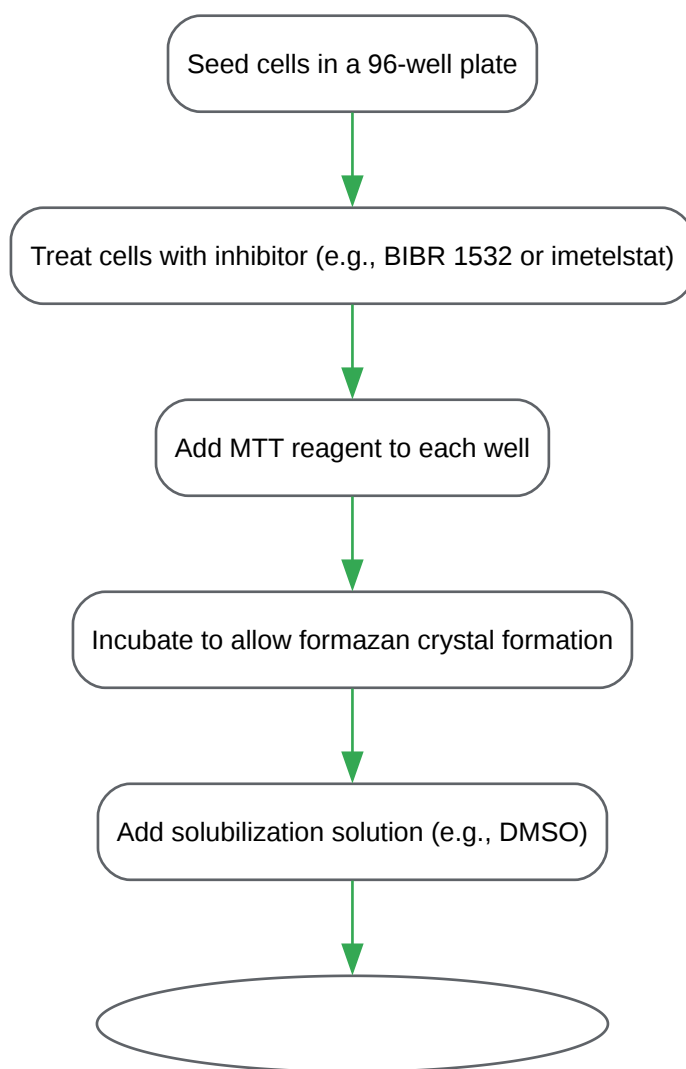 Seed cells in a 96-well plate
Treat cells with inhibitor (e.g., BIBR 1532 or imetelstat)
Add MTT reagent to each well
Incubate to allow formazan crystal formation
Add solubilization solution (e.g., DMSO)